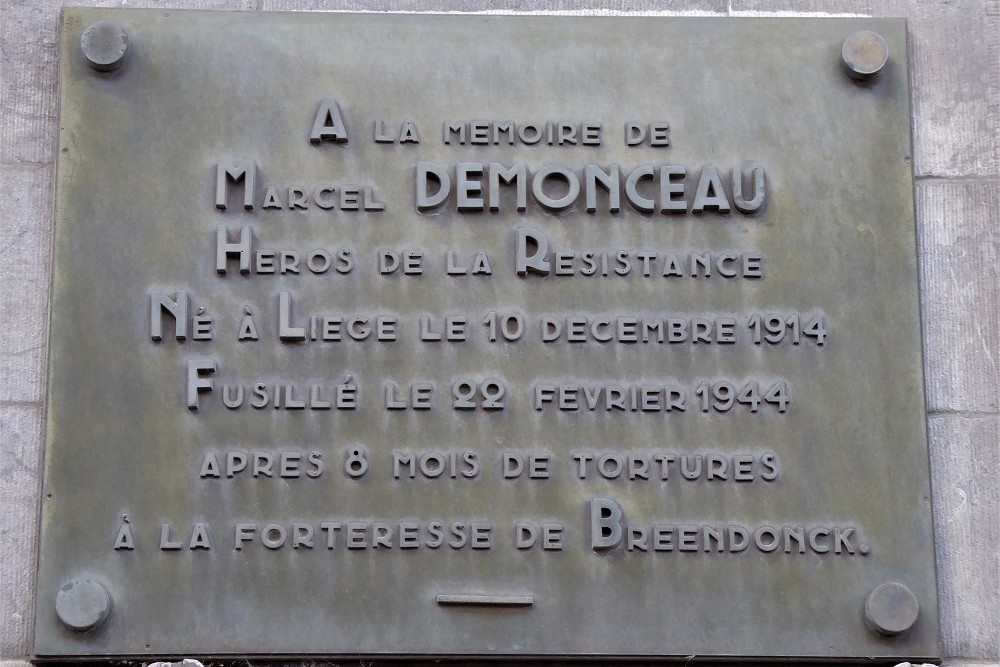 A LA MEMOIRE DE
MARCEL DEMONCEAU
HEROS DE LA RESISTANCE
NÉ À LIEGE LE 10 DECEMBRE 1914
FUSILLÉ LE 22 FEVRIER 1944
APRES 8 MOIS DE TORTURES
À LA FORTERESSE DE BREENDONCK.